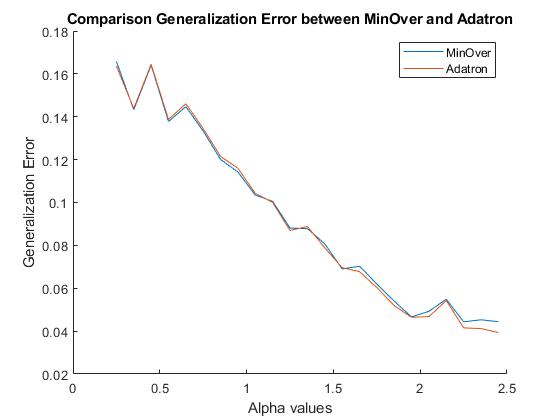 Comparison Generalization Error between MinOver and Adatron
0.18
0.16
0.14
0.12
0.1
0.08
0.06
0.04
0.02
Generalization Error
MinOver
Adatron
0 0.5 1 1.5 2 2.5
Alpha values